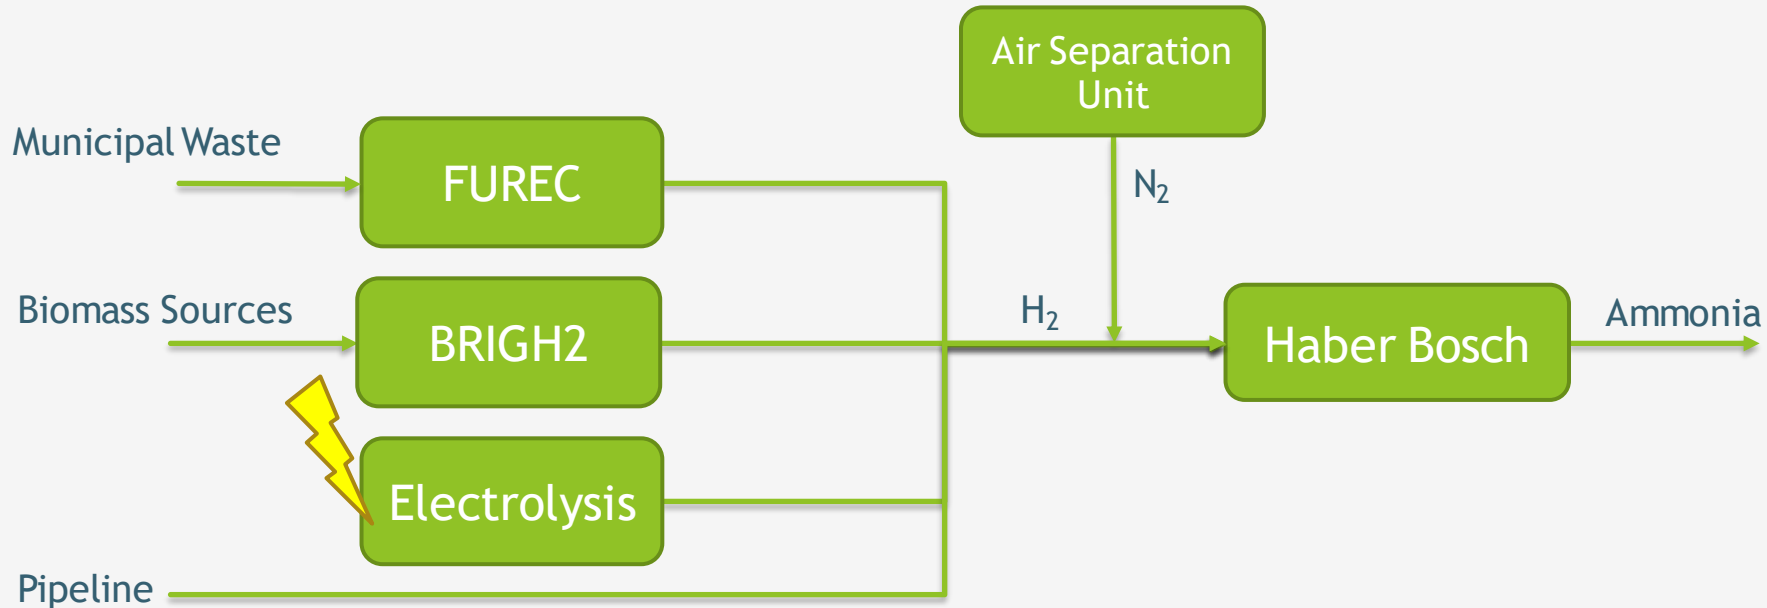 Air Separation
Unit
Municipal Waste
FUREC
N₂
Biomass Sources
BRIGH2
H₂
Haber Bosch
Ammonia
Electrolysis
Pipeline